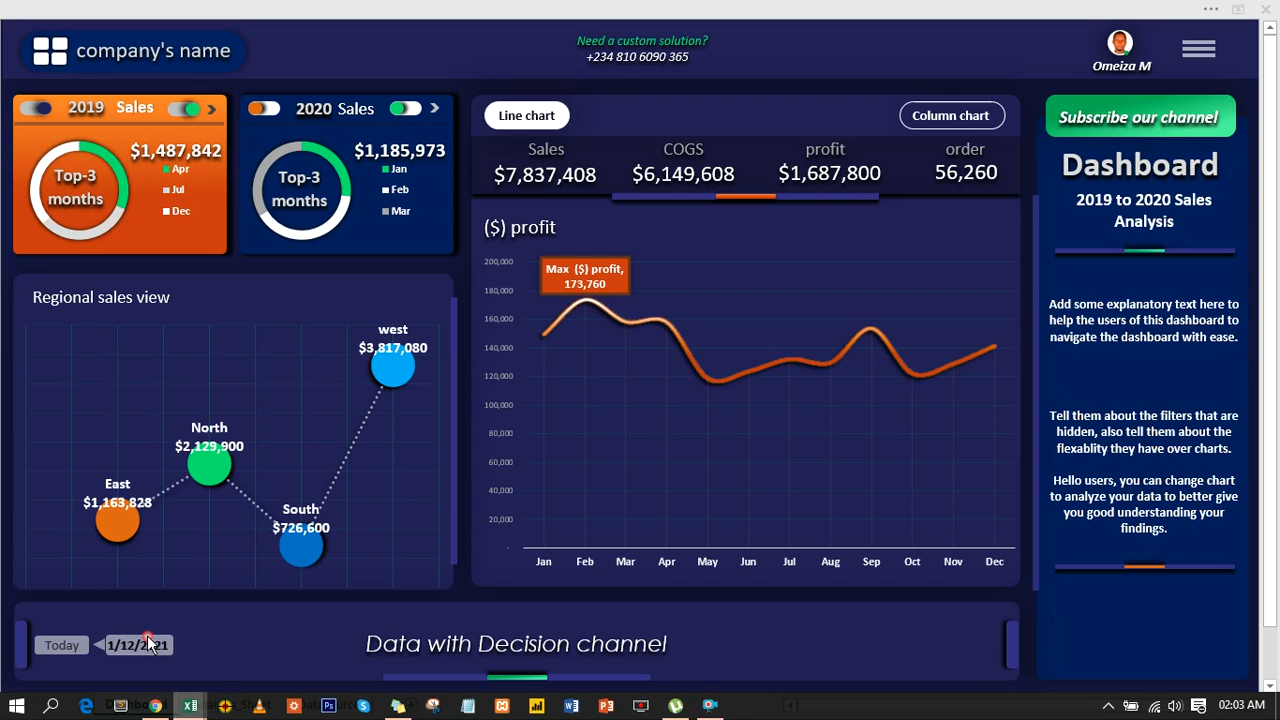 company's name
Need a custom solution?
+234 810 6090 365
Omeiza M
2019 Sales
$1,487,842
Top-3 months
Apr
Jul
Dec
2020 Sales
$1,185,973
Top-3 months
Jan
Feb
Mar
Line chart
Column chart
Sales
$7,837,408
COGS
$6,149,608
profit
$1,687,800
order
56,260
($) profit
200,000
180,000
160,000
140,000
120,000
100,000
80,000
60,000
40,000
20,000
-
Max ($) profit,
173,760
Jan Feb Mar Apr May Jun Jul Aug Sep Oct Nov Dec
Regional sales view
west
$3,817,080
North
$2,129,900
East
$1,163,828
South
$726,600
Subscribe our channel
Dashboard
2019 to 2020 Sales
Analysis
Add some explanatory text here to
help the users of this dashboard to
navigate the dashboard with ease.
Tell them about the filters that are
hidden, also tell them about the
flexablity they have over charts.
Hello users, you can change chart
to analyze your data to better give
you good understanding your
findings.
Today
Data with Decision channel
02:03 AM